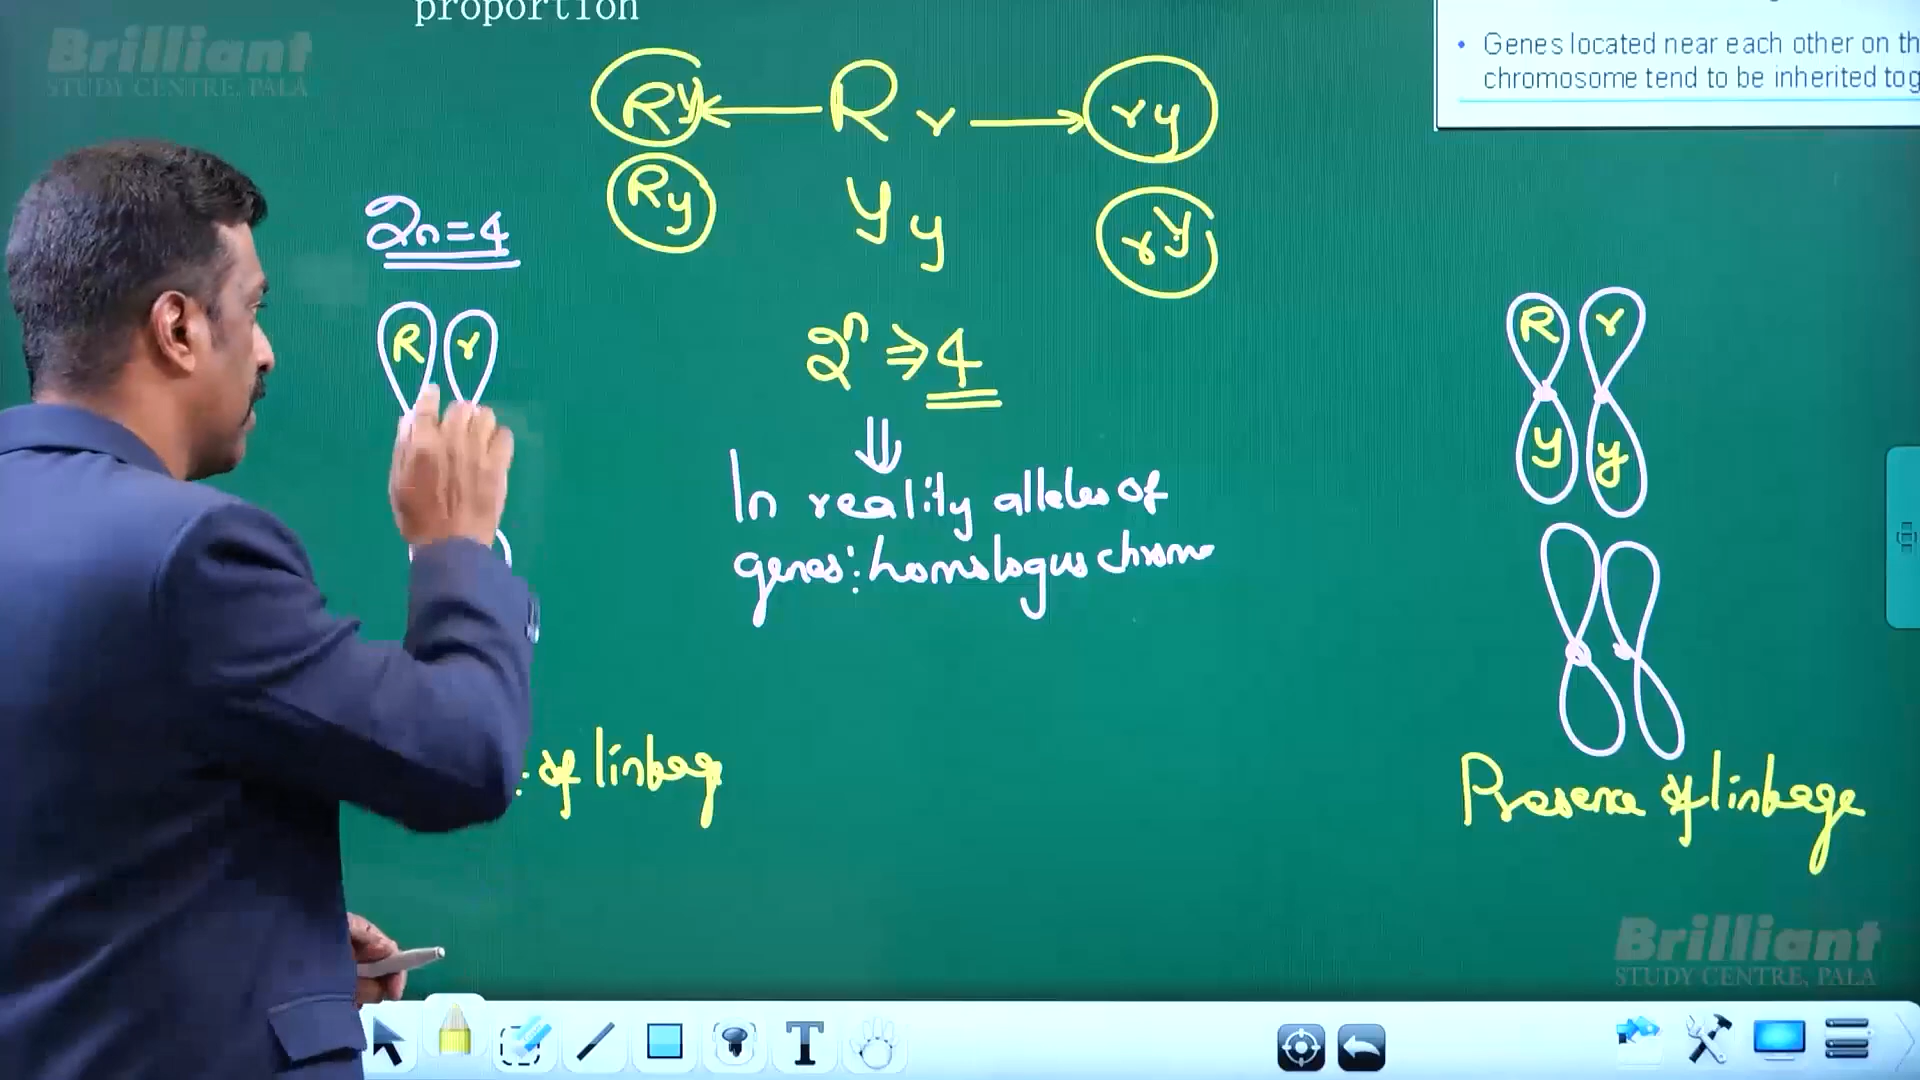 proportion
Brilliant
STUDY CENTRE, PALA
• Genes located near each other on th
chromosome tend to be inherited tog
RY R r ry
Ry Y y rY
2n=4
R r
2ⁿ ⇒ 4
⇓
In reality alleles of
genes: homologus chromo
R r
Y y
: of linkag
Presence of linkage
Brilliant
STUDY CENTRE, PALA
T